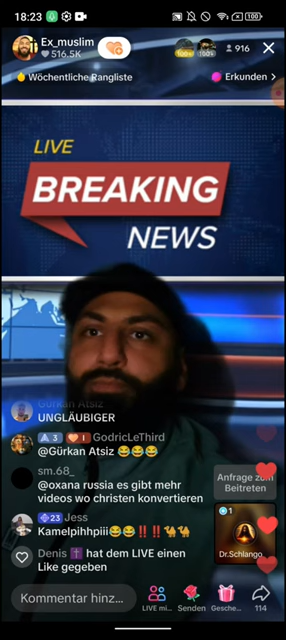 18:23
100
Ex_muslim
516.5K
916
Wöchentliche Rangliste
Erkunden
LIVE
BREAKING
NEWS
Gürkan Atsiz
UNGLÄUBIGER
3 1 GodricLeThird
@Gürkan Atsiz 😂😂😂
sm.68_
@oxana russia es gibt mehr
videos wo christen konvertieren
Anfrage zum
Beitreten
23 Jess
Kamelpihhpiii😂😂‼️‼️🐪🐪
1
Dr.Schlango.
Denis ✝️ hat dem LIVE einen
Like gegeben
Kommentar hinz...
LIVE mi...
Senden
Gesche...
114